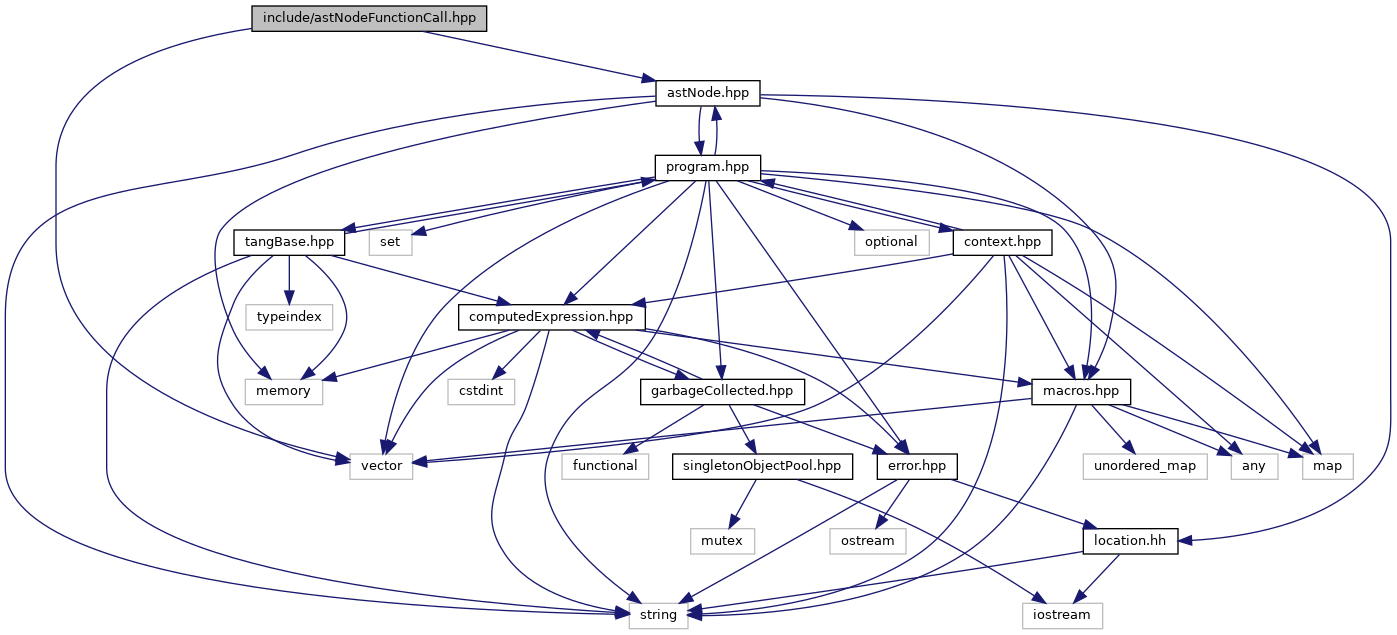 include/astNodeFunctionCall.hpp
astNode.hpp
program.hpp
tangBase.hpp
set
optional
context.hpp
typeindex
computedExpression.hpp
memory
cstdint
garbageCollected.hpp
macros.hpp
vector
functional
singletonObjectPool.hpp
error.hpp
unordered_map
any
map
mutex
ostream
location.hh
string
iostream